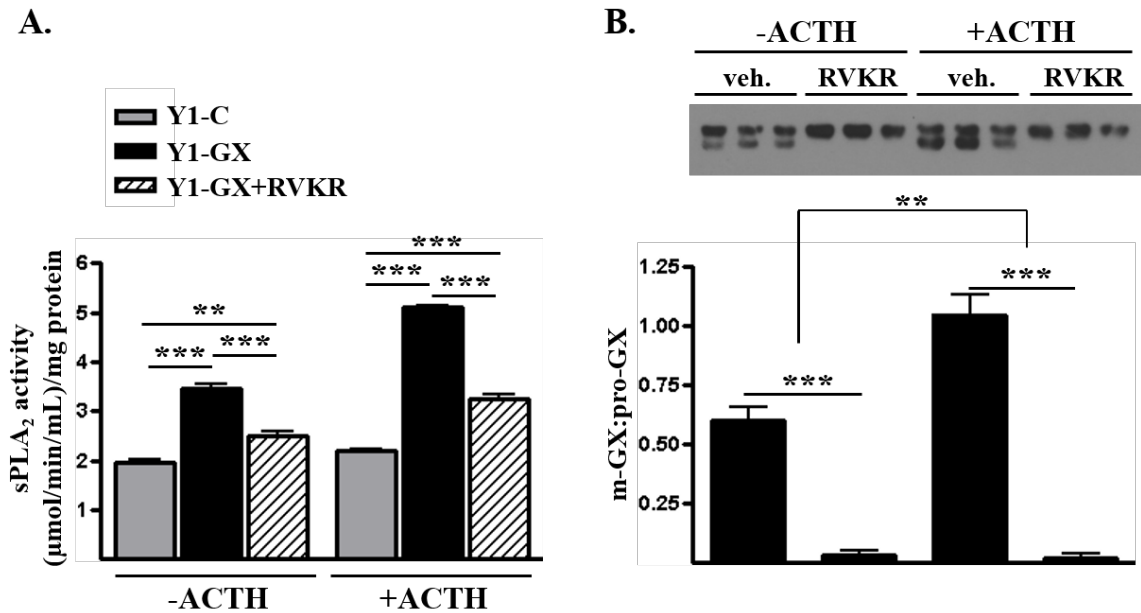 A.
Y1-C
Y1-GX
Y1-GX+RVKR
sPLA₂ activity
(μmol/min/mL)/mg protein
6
5
4
3
2
1
** *** ***
*** *** ***
-ACTH +ACTH
B.
-ACTH +ACTH
veh. RVKR veh. RVKR
**
m-GX:pro-GX
1.25
1.00
0.75
0.50
0.25
*** ***